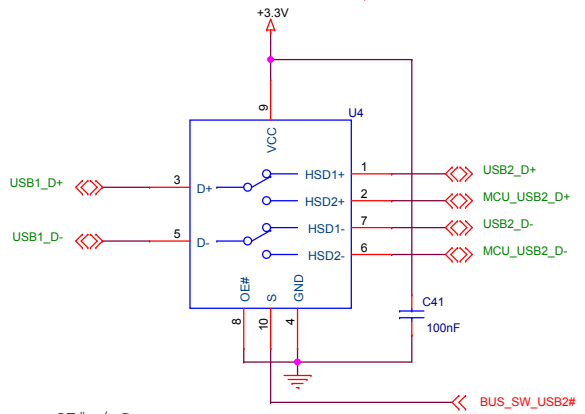 +3.3V
U4
9
VCC
USB1_D+
3
D+
HSD1+
1
USB2_D+
HSD2+
2
MCU_USB2_D+
USB1_D-
5
D-
HSD1-
7
USB2_D-
HSD2-
6
MCU_USB2_D-
OE#
S
GND
8
10
4
C41
100nF
BUS_SW_USB2#